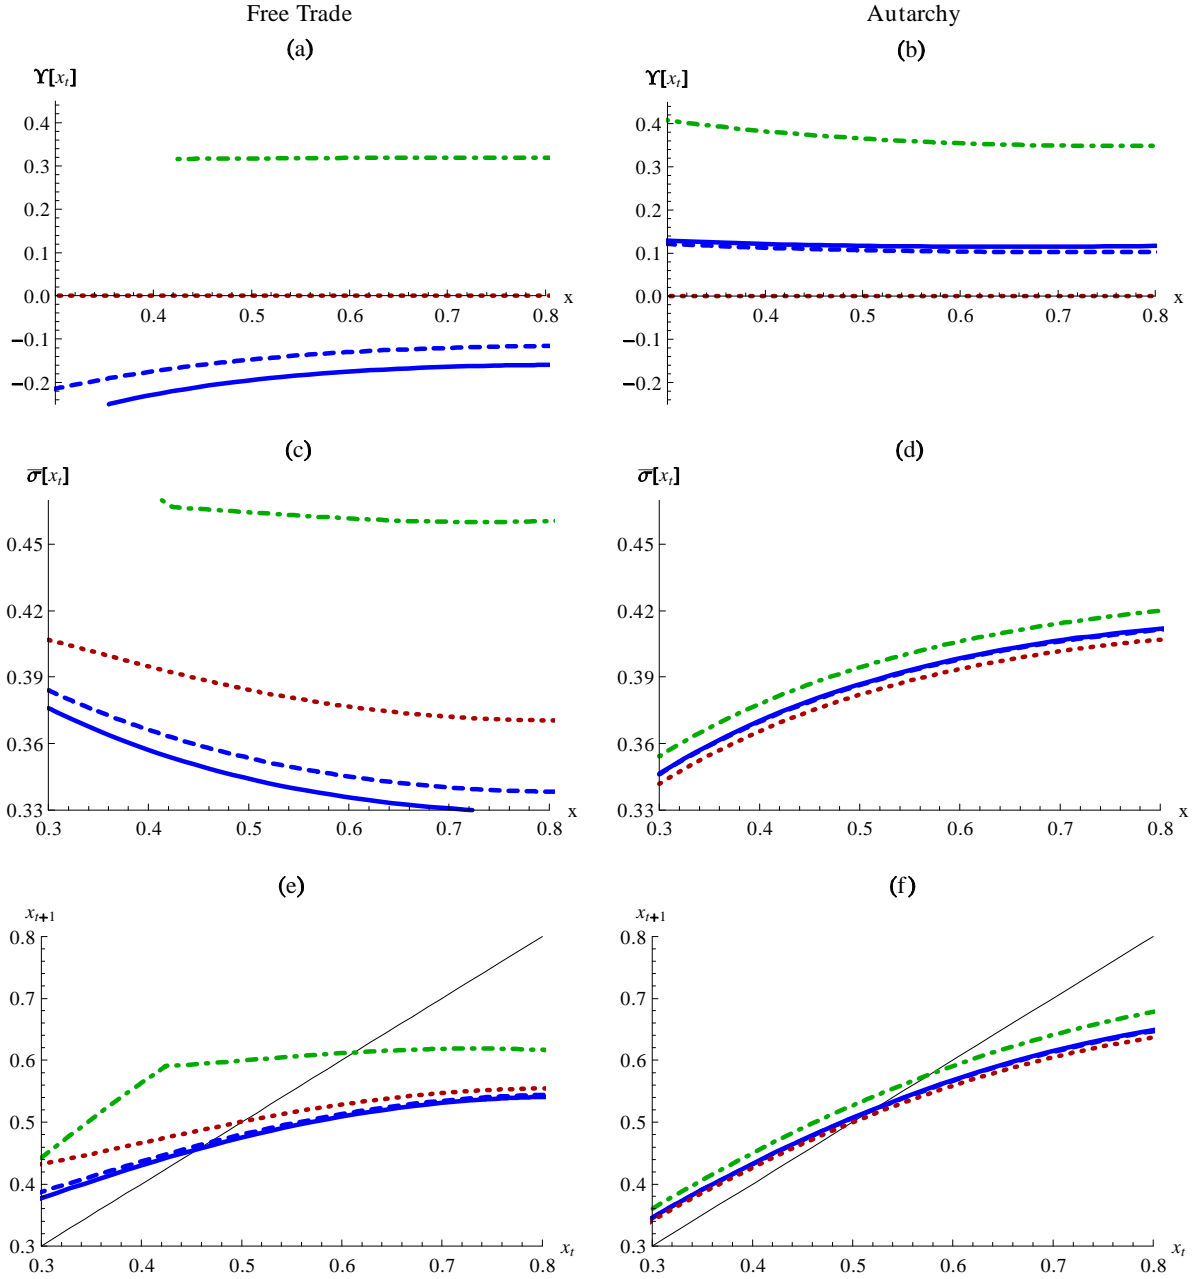 Free Trade Autarchy
(a) (b)
ϒ[x_t] ϒ[x_t]
0.4 0.4
0.3 0.3
0.2 0.2
0.1 0.1
0.0 x 0.0 x
0.4 0.5 0.6 0.7 0.8 0.4 0.5 0.6 0.7 0.8
−0.1 −0.1
−0.2 −0.2
(c) (d)
σ̅[x_t] σ̅[x_t]
0.45 0.45
0.42 0.42
0.39 0.39
0.36 0.36
0.33 x 0.33 x
0.3 0.4 0.5 0.6 0.7 0.8 0.3 0.4 0.5 0.6 0.7 0.8
(e) (f)
x_{t+1} x_{t+1}
0.8 0.8
0.7 0.7
0.6 0.6
0.5 0.5
0.4 0.4
0.3 x_t 0.3 x_t
0.3 0.4 0.5 0.6 0.7 0.8 0.3 0.4 0.5 0.6 0.7 0.8